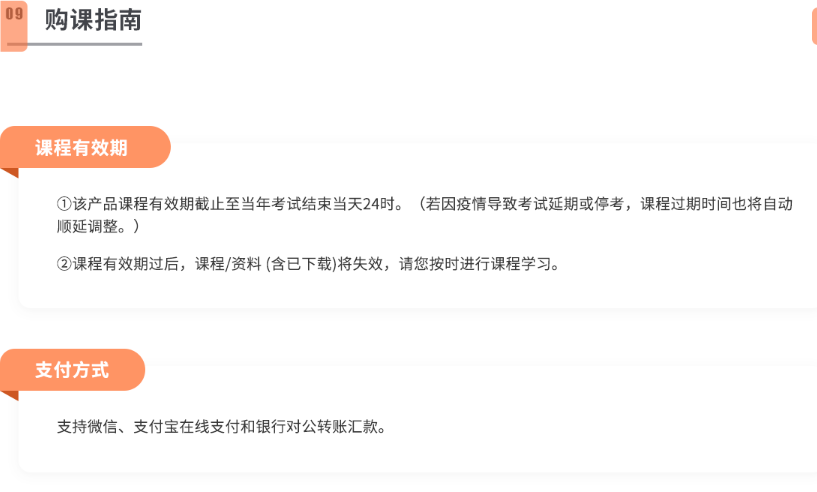 09 购课指南
课程有效期
①该产品课程有效期截止至当年考试结束当天24时。（若因疫情导致考试延期或停考，课程过期时间也将自动
顺延调整。）
②课程有效期过后，课程/资料 (含已下载)将失效，请您按时进行课程学习。
支付方式
支持微信、支付宝在线支付和银行对公转账汇款。